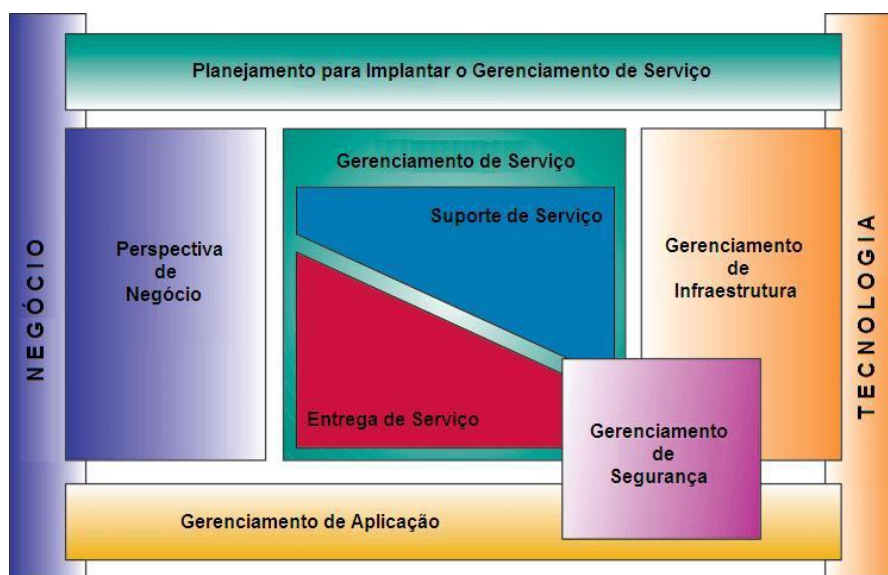 Planejamento para Implantar o Gerenciamento de Serviço
NEGÓCIO
Perspectiva
de
Negócio
Gerenciamento de Serviço
Suporte de Serviço
Entrega de Serviço
Gerenciamento
de
Infraestrutura
TECNOLOGIA
Gerenciamento
de
Segurança
Gerenciamento de Aplicação